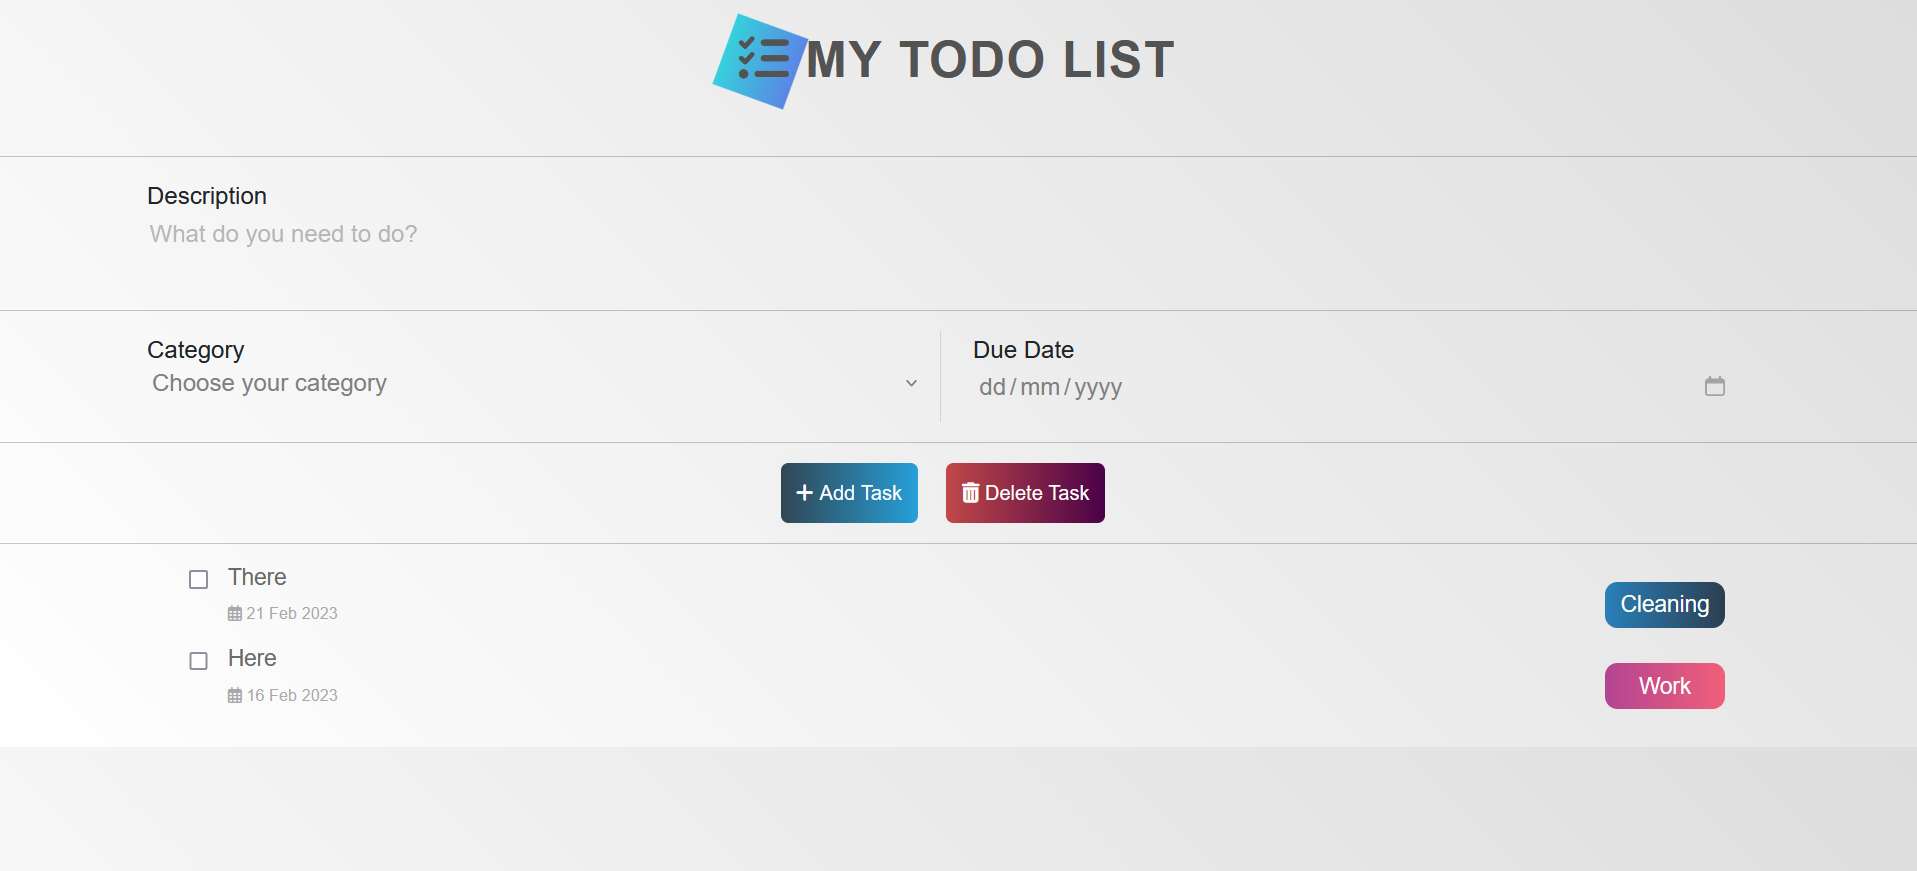 MY TODO LIST
Description
What do you need to do?
Category
Choose your category
Due Date
dd/mm/yyyy
Add Task
Delete Task
There
21 Feb 2023
Cleaning
Here
16 Feb 2023
Work